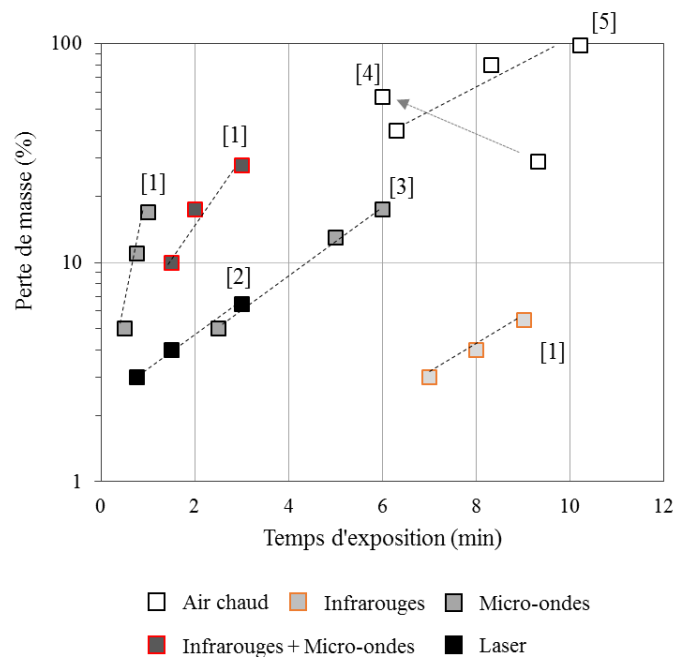 100
[5]
[4]
[1]
[1]
[3]
10
[2]
[1]
1
0
2
4
6
8
10
12
Perte de masse (%)
Temps d'exposition (min)
Air chaud
Infrarouges
Micro-ondes
Infrarouges + Micro-ondes
Laser